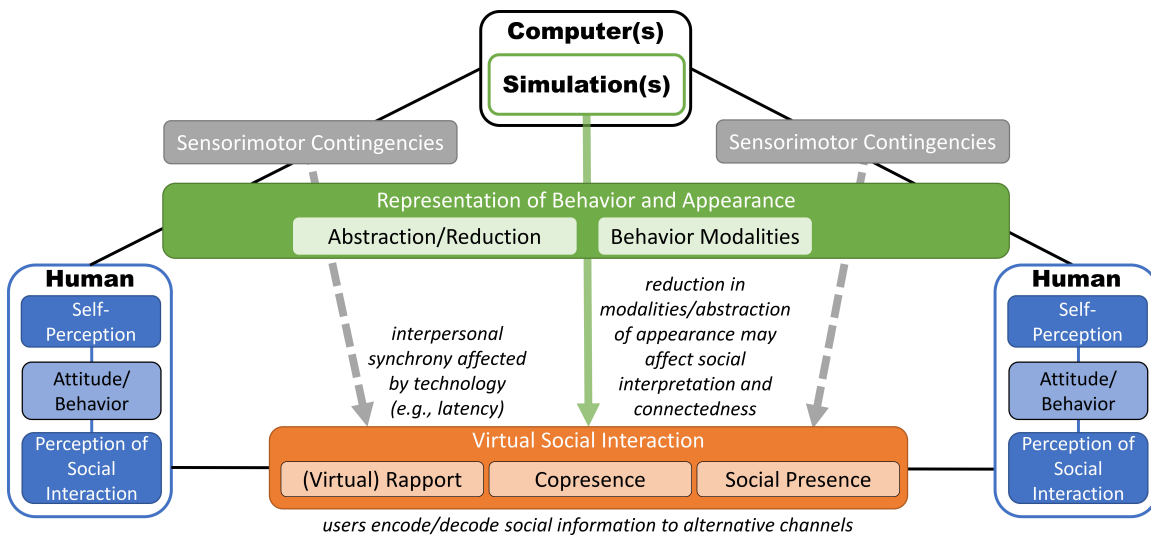 Computer(s)
Simulation(s)
Sensorimotor Contingencies
Sensorimotor Contingencies
Representation of Behavior and Appearance
Abstraction/Reduction
Behavior Modalities
Human
Self-
Perception
Attitude/
Behavior
Perception of
Social
Interaction
interpersonal
synchrony affected
by technology
(e.g., latency)
reduction in
modalities/abstraction
of appearance may
affect social
interpretation and
connectedness
Human
Self-
Perception
Attitude/
Behavior
Perception of
Social
Interaction
Virtual Social Interaction
(Virtual) Rapport
Copresence
Social Presence
users encode/decode social information to alternative channels